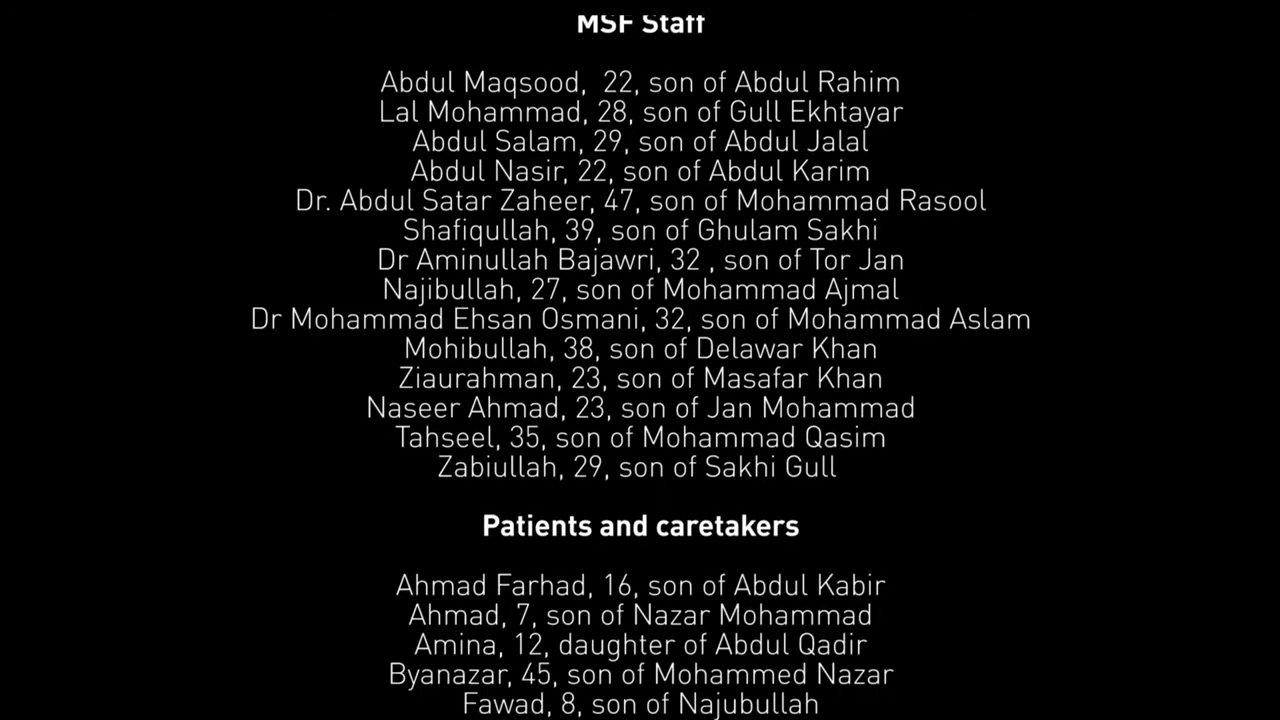 MSF Staff
Abdul Maqsood,  22, son of Abdul Rahim
Lal Mohammad, 28, son of Gull Ekhtayar
Abdul Salam, 29, son of Abdul Jalal
Abdul Nasir, 22, son of Abdul Karim
Dr. Abdul Satar Zaheer, 47, son of Mohammad Rasool
Shafiqullah, 39, son of Ghulam Sakhi
Dr Aminullah Bajawri, 32 , son of Tor Jan
Najibullah, 27, son of Mohammad Ajmal
Dr Mohammad Ehsan Osmani, 32, son of Mohammad Aslam
Mohibullah, 38, son of Delawar Khan
Ziaurahman, 23, son of Masafar Khan
Naseer Ahmad, 23, son of Jan Mohammad
Tahseel, 35, son of Mohammad Qasim
Zabiullah, 29, son of Sakhi Gull
Patients and caretakers
Ahmad Farhad, 16, son of Abdul Kabir
Ahmad, 7, son of Nazar Mohammad
Amina, 12, daughter of Abdul Qadir
Byanazar, 45, son of Mohammed Nazar
Fawad, 8, son of Najubullah